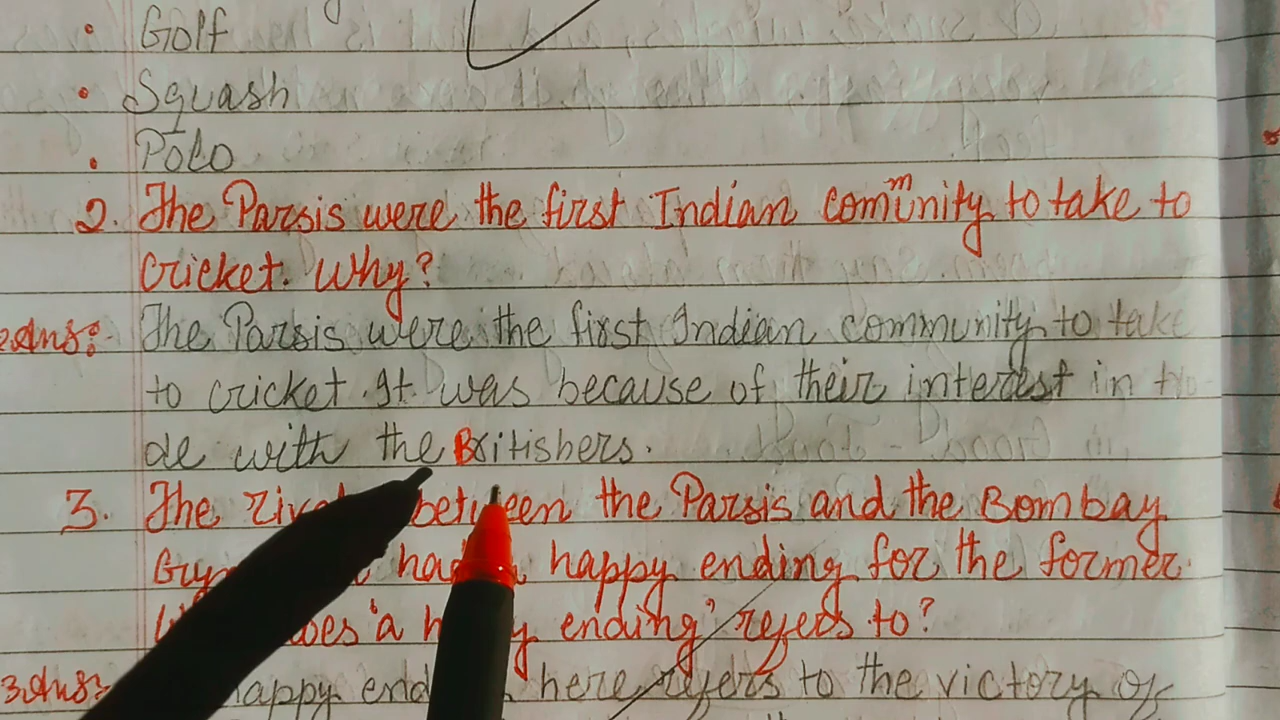 • Golf
• Squash
• Polo
2. The Parsis were the first Indian community to take to
cricket. Why?
2Ans: The Parsis were the first Indian community to take
to cricket. It was because of their interest in
de with the Britishers.
3. The between the Parsis and the Bombay
happy ending for the former.
'a ending' refers to?
3Ans: here refers to the victory of